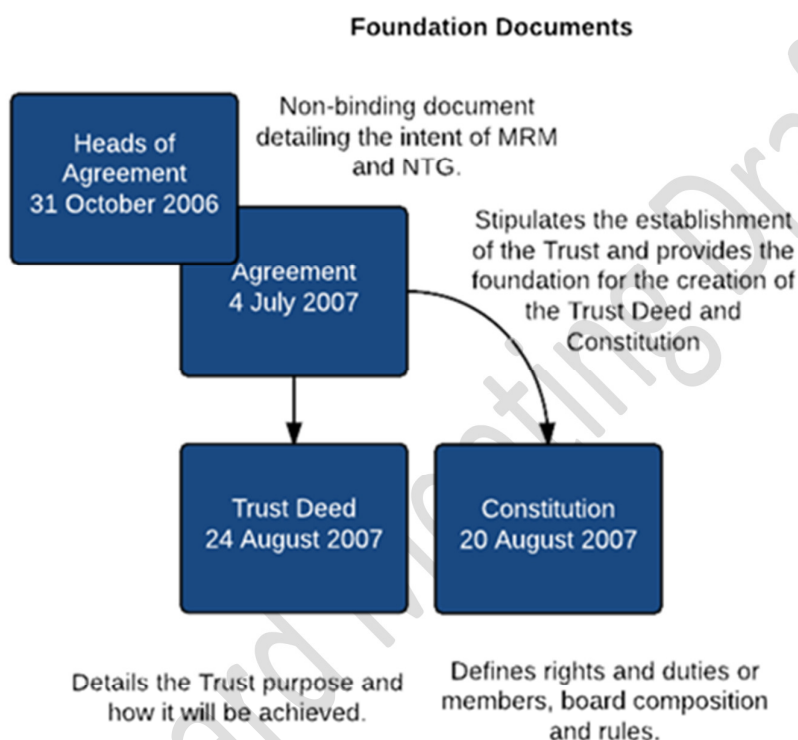 Foundation Documents
Heads of
Agreement
31 October 2006
Non-binding document
detailing the intent of MRM
and NTG.
Agreement
4 July 2007
Stipulates the establishment
of the Trust and provides the
foundation for the creation of
the Trust Deed and
Constitution
Trust Deed
24 August 2007
Constitution
20 August 2007
Details the Trust purpose and
how it will be achieved.
Defines rights and duties or
members, board composition
and rules.